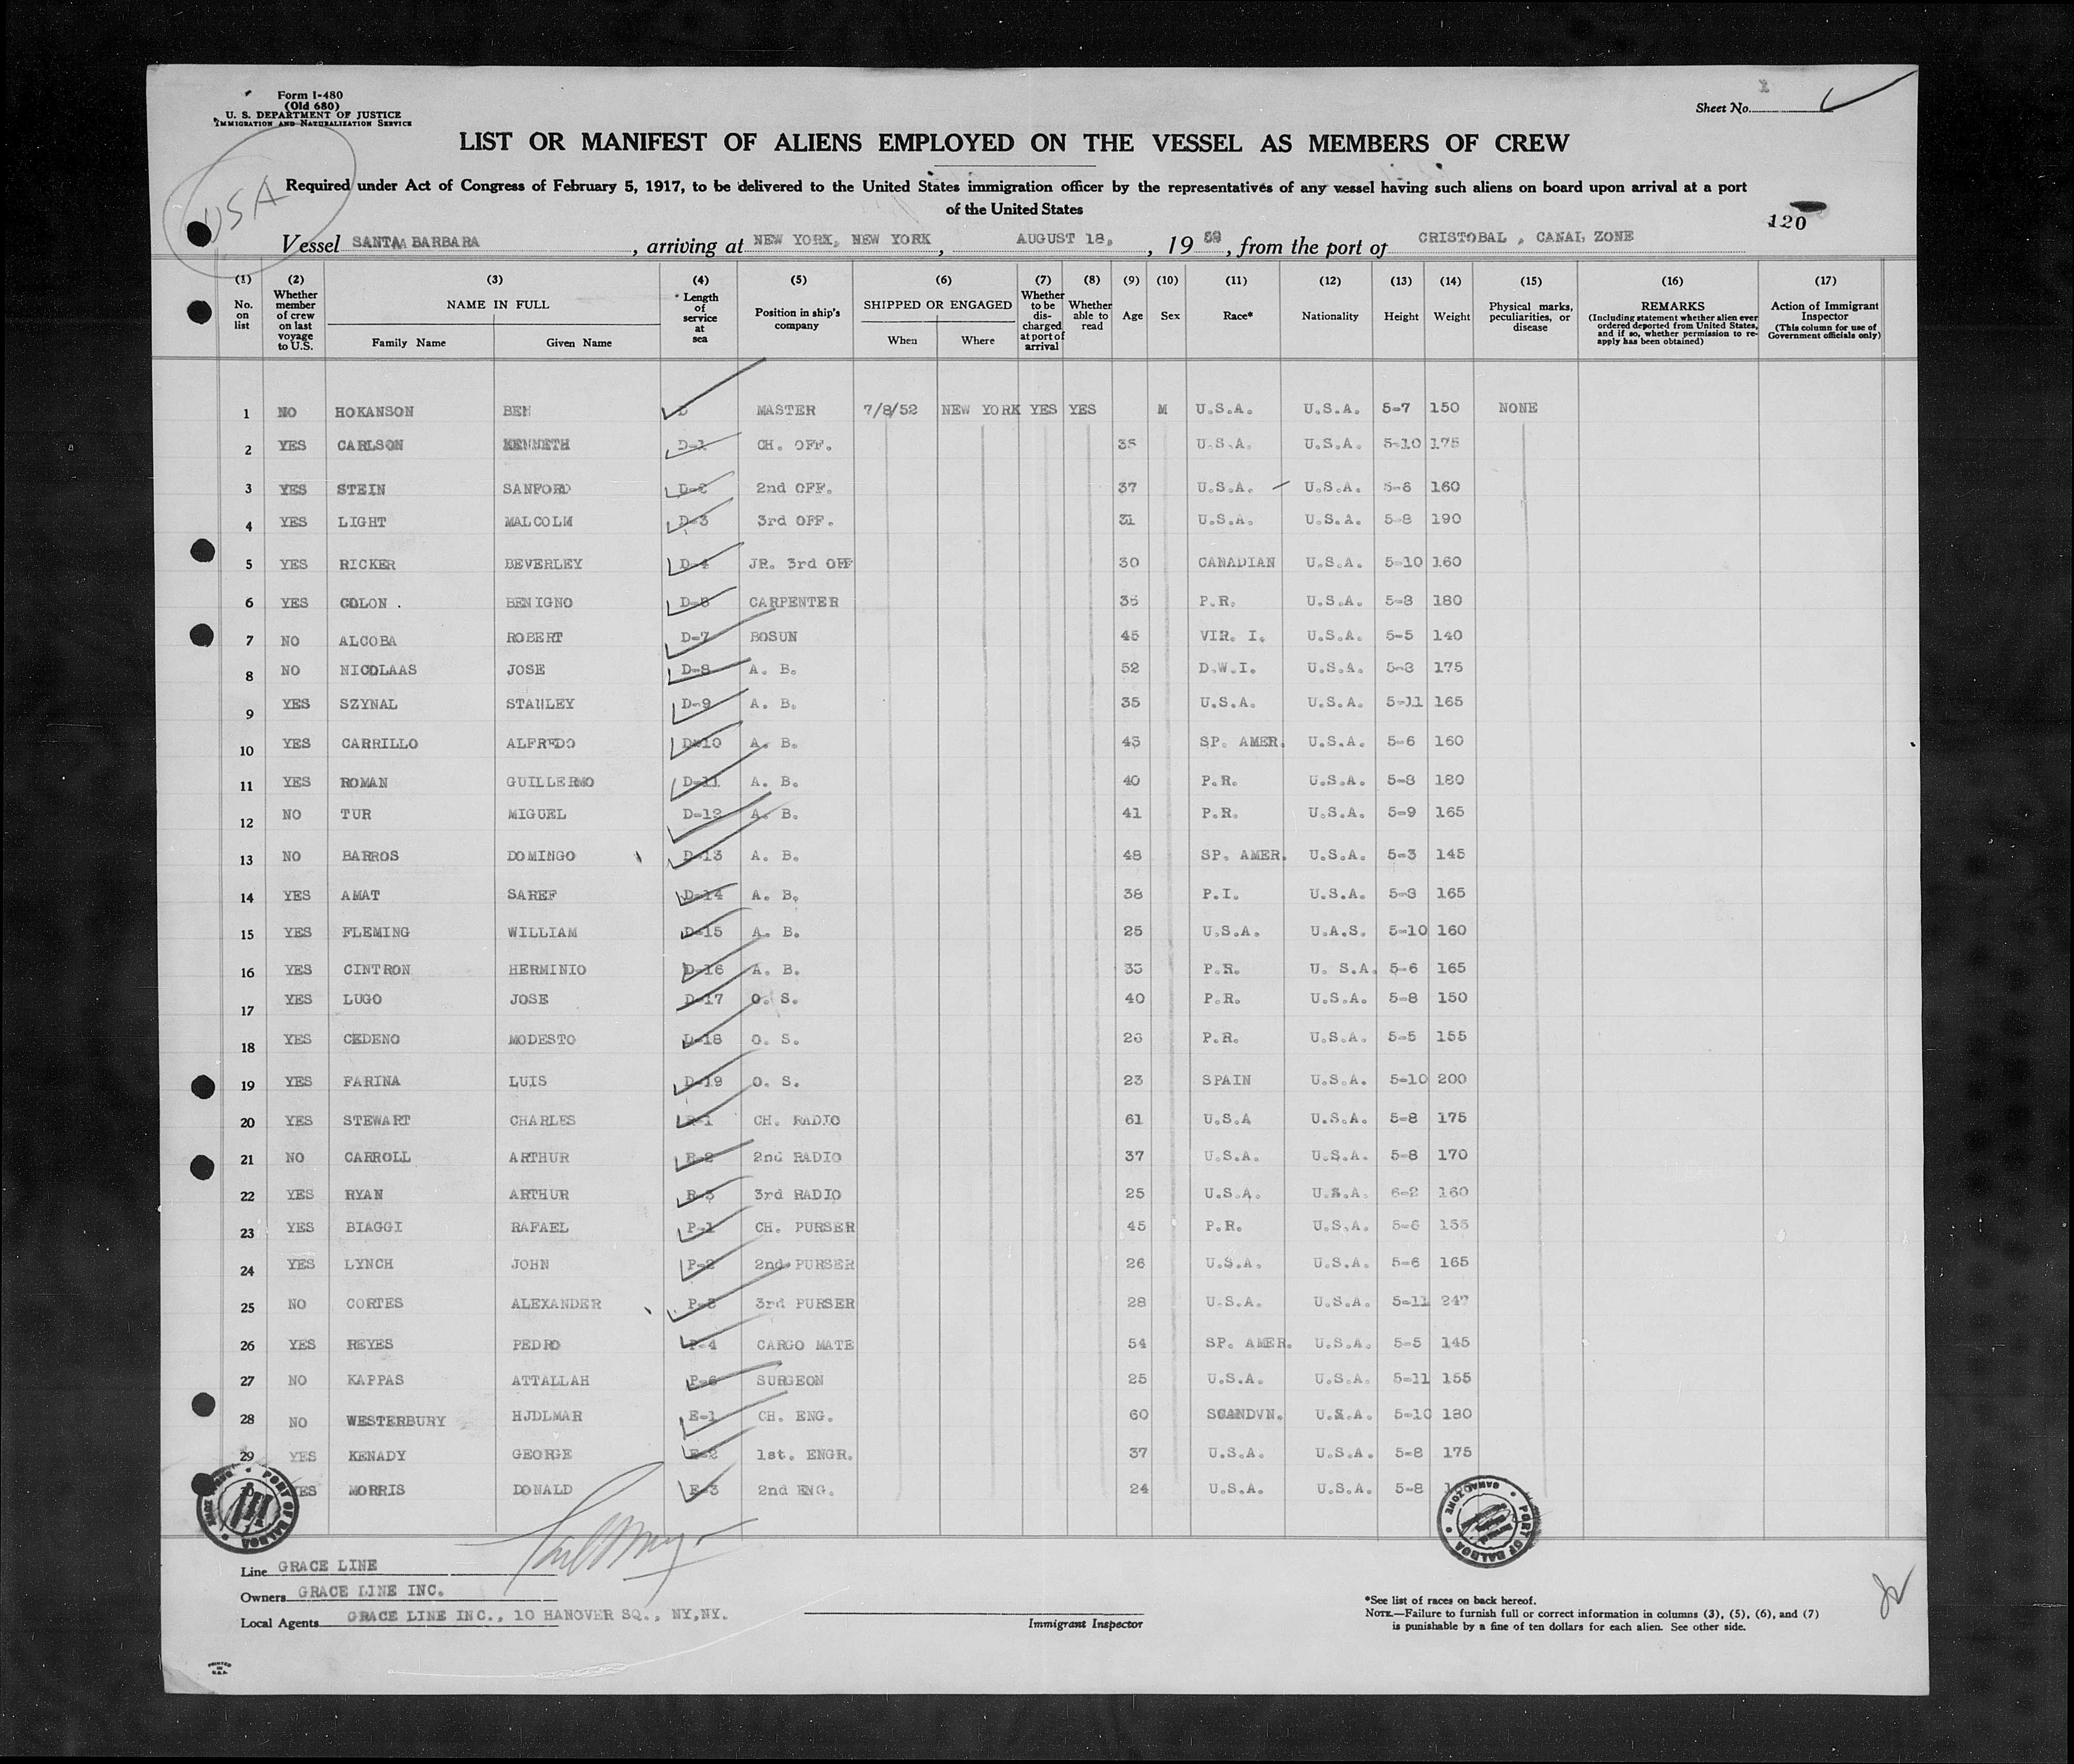 Form I-480
(Old 680)
U. S. DEPARTMENT OF JUSTICE
IMMIGRATION AND NATURALIZATION SERVICE
Sheet No.
LIST OR MANIFEST OF ALIENS EMPLOYED ON THE VESSEL AS MEMBERS OF CREW
USA
Required under Act of Congress of February 5, 1917, to be delivered to the United States immigration officer by the representatives of any vessel having such aliens on board upon arrival at a port
of the United States
120
Vessel SANTA BARBARA, arriving at NEW YORK, NEW YORK, AUGUST 18, 19, from the port of CRISTOBAL, CANAL ZONE
(1) No. on list (2) Whether member of crew on last voyage to U.S. (3) NAME IN FULL Family Name Given Name (4) Length of service at sea (5) Position in ship's company (6) SHIPPED OR ENGAGED When Where (7) Whether to be discharged at port of arrival (8) Whether able to read (9) Age (10) Sex (11) Race* (12) Nationality (13) Height (14) Weight (15) Physical marks, peculiarities, or disease (16) REMARKS (Including statement whether alien ever ordered deported from United States, and if so, whether permission to re-apply has been obtained) (17) Action of Immigrant Inspector (This column for use of Government officials only)
1 NO HOKANSON BEN D MASTER 7/8/52 NEW YORK YES YES M U.S.A. U.S.A. 5-7 150 NONE
2 YES CARLSON KENNETH D-1 CH. OFF. 35 U.S.A. U.S.A. 5-10 175
3 YES STEIN SANFORD D-2 2nd OFF. 37 U.S.A. U.S.A. 160
4 YES LIGHT MALCOLM D-3 3rd OFF. 31 U.S.A. U.S.A. 5-8 190
5 YES RICKER BEVERLEY D-4 JR. 3rd OFF 30 CANADIAN U.S.A. 5-10 160
6 YES COLON . BENIGNO CARPENTER P.R. U.S.A. 5-8 180
7 NO ALCOBA ROBERT D-7 BOSUN 45 VIR. I. U.S.A. 5-5 140
8 NO NICOLAAS JOSE D-8 A. B. 52 D.W.I. U.S.A. 5-8 175
9 YES SZYNAL STANLEY D-9 A. B. 35 U.S.A. U.S.A. 5-11 165
10 YES CARRILLO ALFREDO D-10 A. B. 43 SP. AMER. U.S.A. 5-6 160
11 YES ROMAN GUILLERMO D-11 A. B. 40 P.R. U.S.A. 5-8 180
12 NO TUR MIGUEL D-12 A. B. 41 P.R. U.S.A. 5-9 165
13 NO BARROS DOMINGO D-13 A. B. 48 SP. AMER. U.S.A. 5-3 145
14 YES AMAT SAREF D-14 A. B. 38 P.I. U.S.A. 5-8 165
15 YES FLEMING WILLIAM D-15 A. B. 25 U.S.A. U.A.S. 5-10 160
16 YES CINTRON HERMINIO D-16 A. B. P.R. U. S.A. 5-6 165
17 YES LUGO JOSE D-17 O. S. 40 P.R. U.S.A. 5-8 150
18 YES CEDENO MODESTO D-18 O. S. 26 P.R. U.S.A. 5-5 155
19 YES FARINA LUIS D-19 O. S. 23 SPAIN U.S.A. 5-10 200
20 YES STEWART CHARLES R-1 CH. RADIO 61 U.S.A U.S.A. 5-8 175
21 NO CARROLL ARTHUR R-2 2nd RADIO 37 U.S.A. U.S.A. 5-8 170
22 YES RYAN ARTHUR R-3 3rd RADIO 25 U.S.A. U.S.A. 6-2 160
23 YES BIAGGI RAFAEL P-1 CH. PURSER 45 P.R. U.S.A. 5-6
24 YES LYNCH JOHN P-2 2nd PURSER 26 U.S.A. U.S.A. 5-6 165
25 NO CORTES ALEXANDER P-3 3rd PURSER 28 U.S.A. U.S.A. 5-11 247
26 YES REYES PEDRO P-4 CARGO MATE 54 SP. AMER. U.S.A. 5-5 145
27 NO KAPPAS ATTALLAH P-6 SURGEON 25 U.S.A. U.S.A. 5-11 155
28 NO WESTERBURY HJDLMAR E-1 CH. ENG. 60 SCANDVN. U.S.A. 5-10 180
29 YES KENADY GEORGE E-2 1st. ENGR. 37 U.S.A. U.S.A. 5-8 175
YES MORRIS DONALD E-3 2nd ENG. 24 U.S.A. U.S.A. 5-8
PORT OF BALBOA
CANAL ZONE
PORT OF BALBOA
CANAL ZONE
Line GRACE LINE
Owners GRACE LINE INC.
Local Agents GRACE LINE INC., 10 HANOVER SQ., NY,NY.
Immigrant Inspector
*See list of races on back hereof.
NOTE.—Failure to furnish full or correct information in columns (3), (5), (6), and (7)
is punishable by a fine of ten dollars for each alien. See other side.
PRINTED
IN
U.S.A.